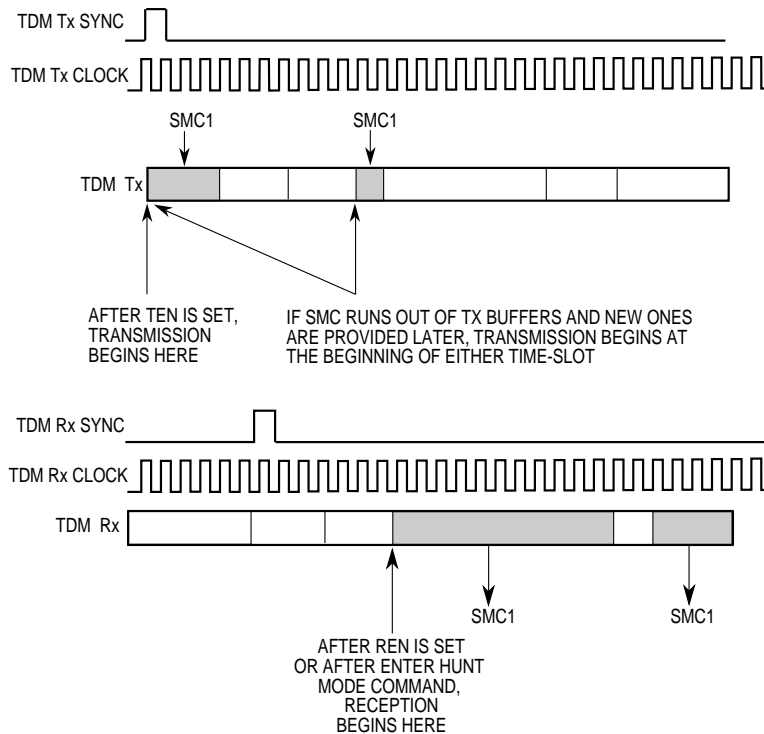 TDM Tx SYNC
TDM Tx CLOCK
SMC1
SMC1
TDM Tx
AFTER TEN IS SET,
TRANSMISSION
BEGINS HERE
IF SMC RUNS OUT OF TX BUFFERS AND NEW ONES
ARE PROVIDED LATER, TRANSMISSION BEGINS AT
THE BEGINNING OF EITHER TIME-SLOT
TDM Rx SYNC
TDM Rx CLOCK
TDM Rx
SMC1
SMC1
AFTER REN IS SET
OR AFTER ENTER HUNT
MODE COMMAND,
RECEPTION
BEGINS HERE